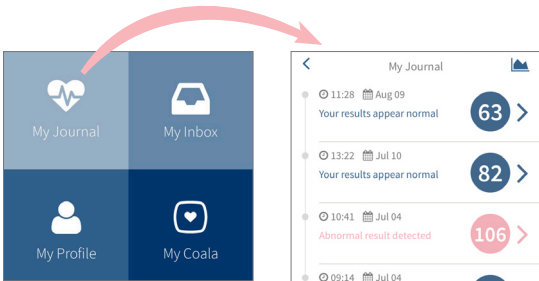 My Journal
My Inbox
My Profile
My Coala
My Journal
11:28 Aug 09
Your results appear normal
63
13:22 Jul 10
Your results appear normal
82
10:41 Jul 04
Abnormal result detected
106
09:14 Jul 04